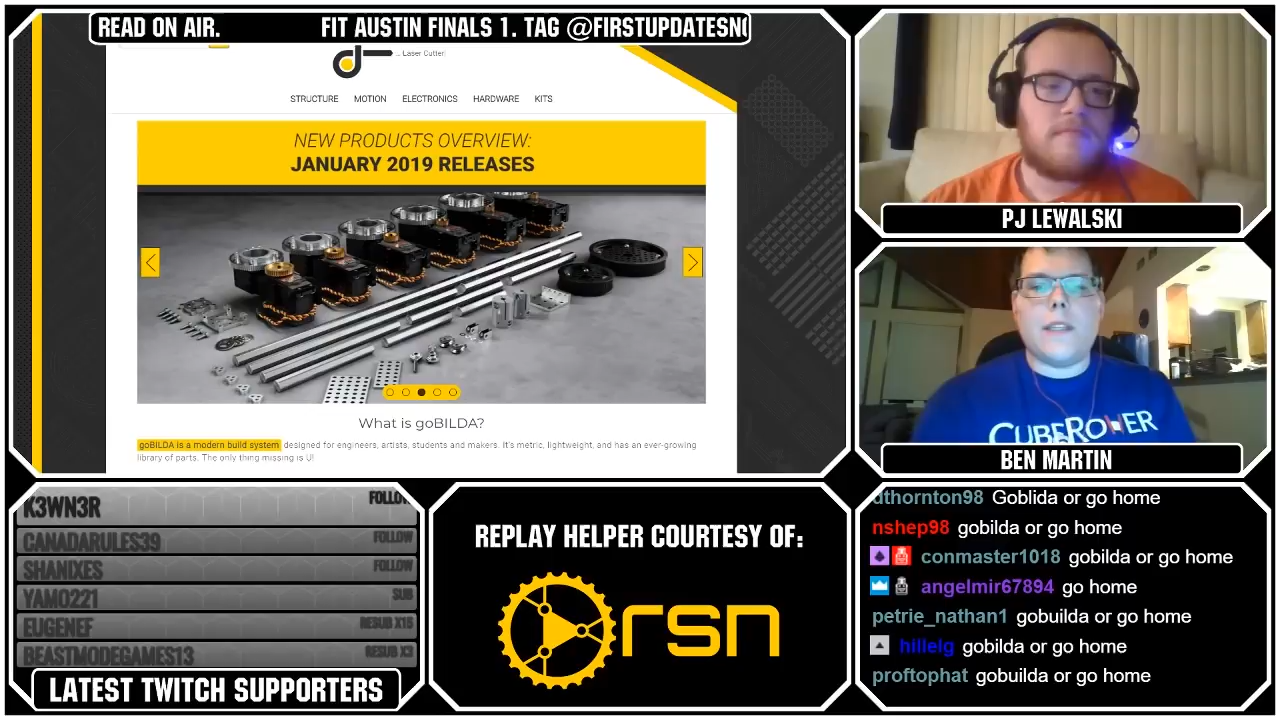 READ ON AIR. FIT AUSTIN FINALS 1. TAG @FIRSTUPDATESNO
Laser Cutter
STRUCTURE MOTION ELECTRONICS HARDWARE KITS
NEW PRODUCTS OVERVIEW:
JANUARY 2019 RELEASES
What is goBILDA?
goBILDA is a modern build system designed for engineers, artists, students and makers. It's metric, lightweight, and has an ever-growing
library of parts. The only thing missing is U!
PJ LEWALSKI
CUBEROVER
BEN MARTIN
K3WN3R FOLLOW
CANADARULES39 FOLLOW
SHANIXES FOLLOW
YAMO221 SUB
EUGENEF RESUB X15
BEASTMODEGAMES13 RESUB X3
LATEST TWITCH SUPPORTERS
REPLAY HELPER COURTESY OF:
rsn
dthornton98 Goblida or go home
nshep98 gobilda or go home
conmaster1018 gobilda or go home
angelmir67894 go home
petrie_nathan1 gobuilda or go home
hillelg gobilda or go home
proftophat gobuilda or go home